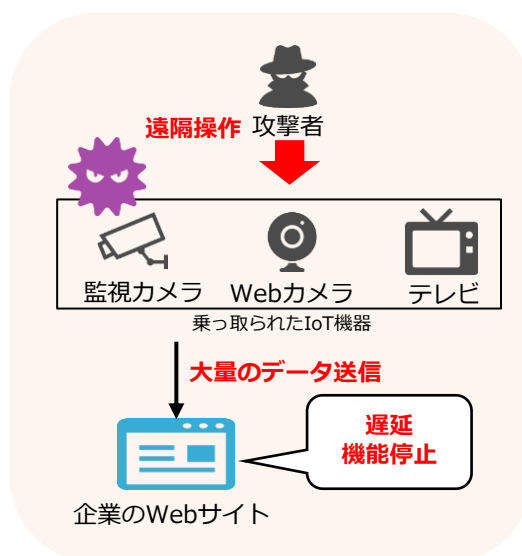 遠隔操作 攻撃者
監視カメラ Webカメラ テレビ
乗っ取られたIoT機器
大量のデータ送信
遅延
機能停止
企業のWebサイト